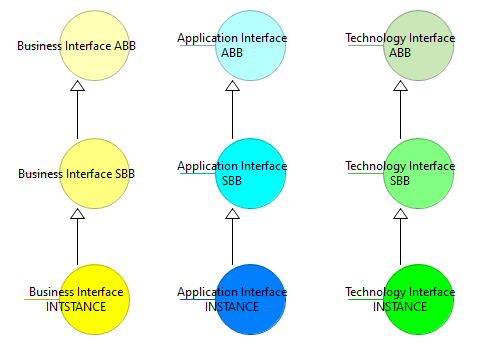 Business Interface ABB
Application Interface
ABB
Technology Interface
ABB
Business Interface SBB
Application Interface
SBB
Technology Interface
SBB
Business Interface
INTSTANCE
Application Interface
INSTANCE
Technology Interface
INSTANCE